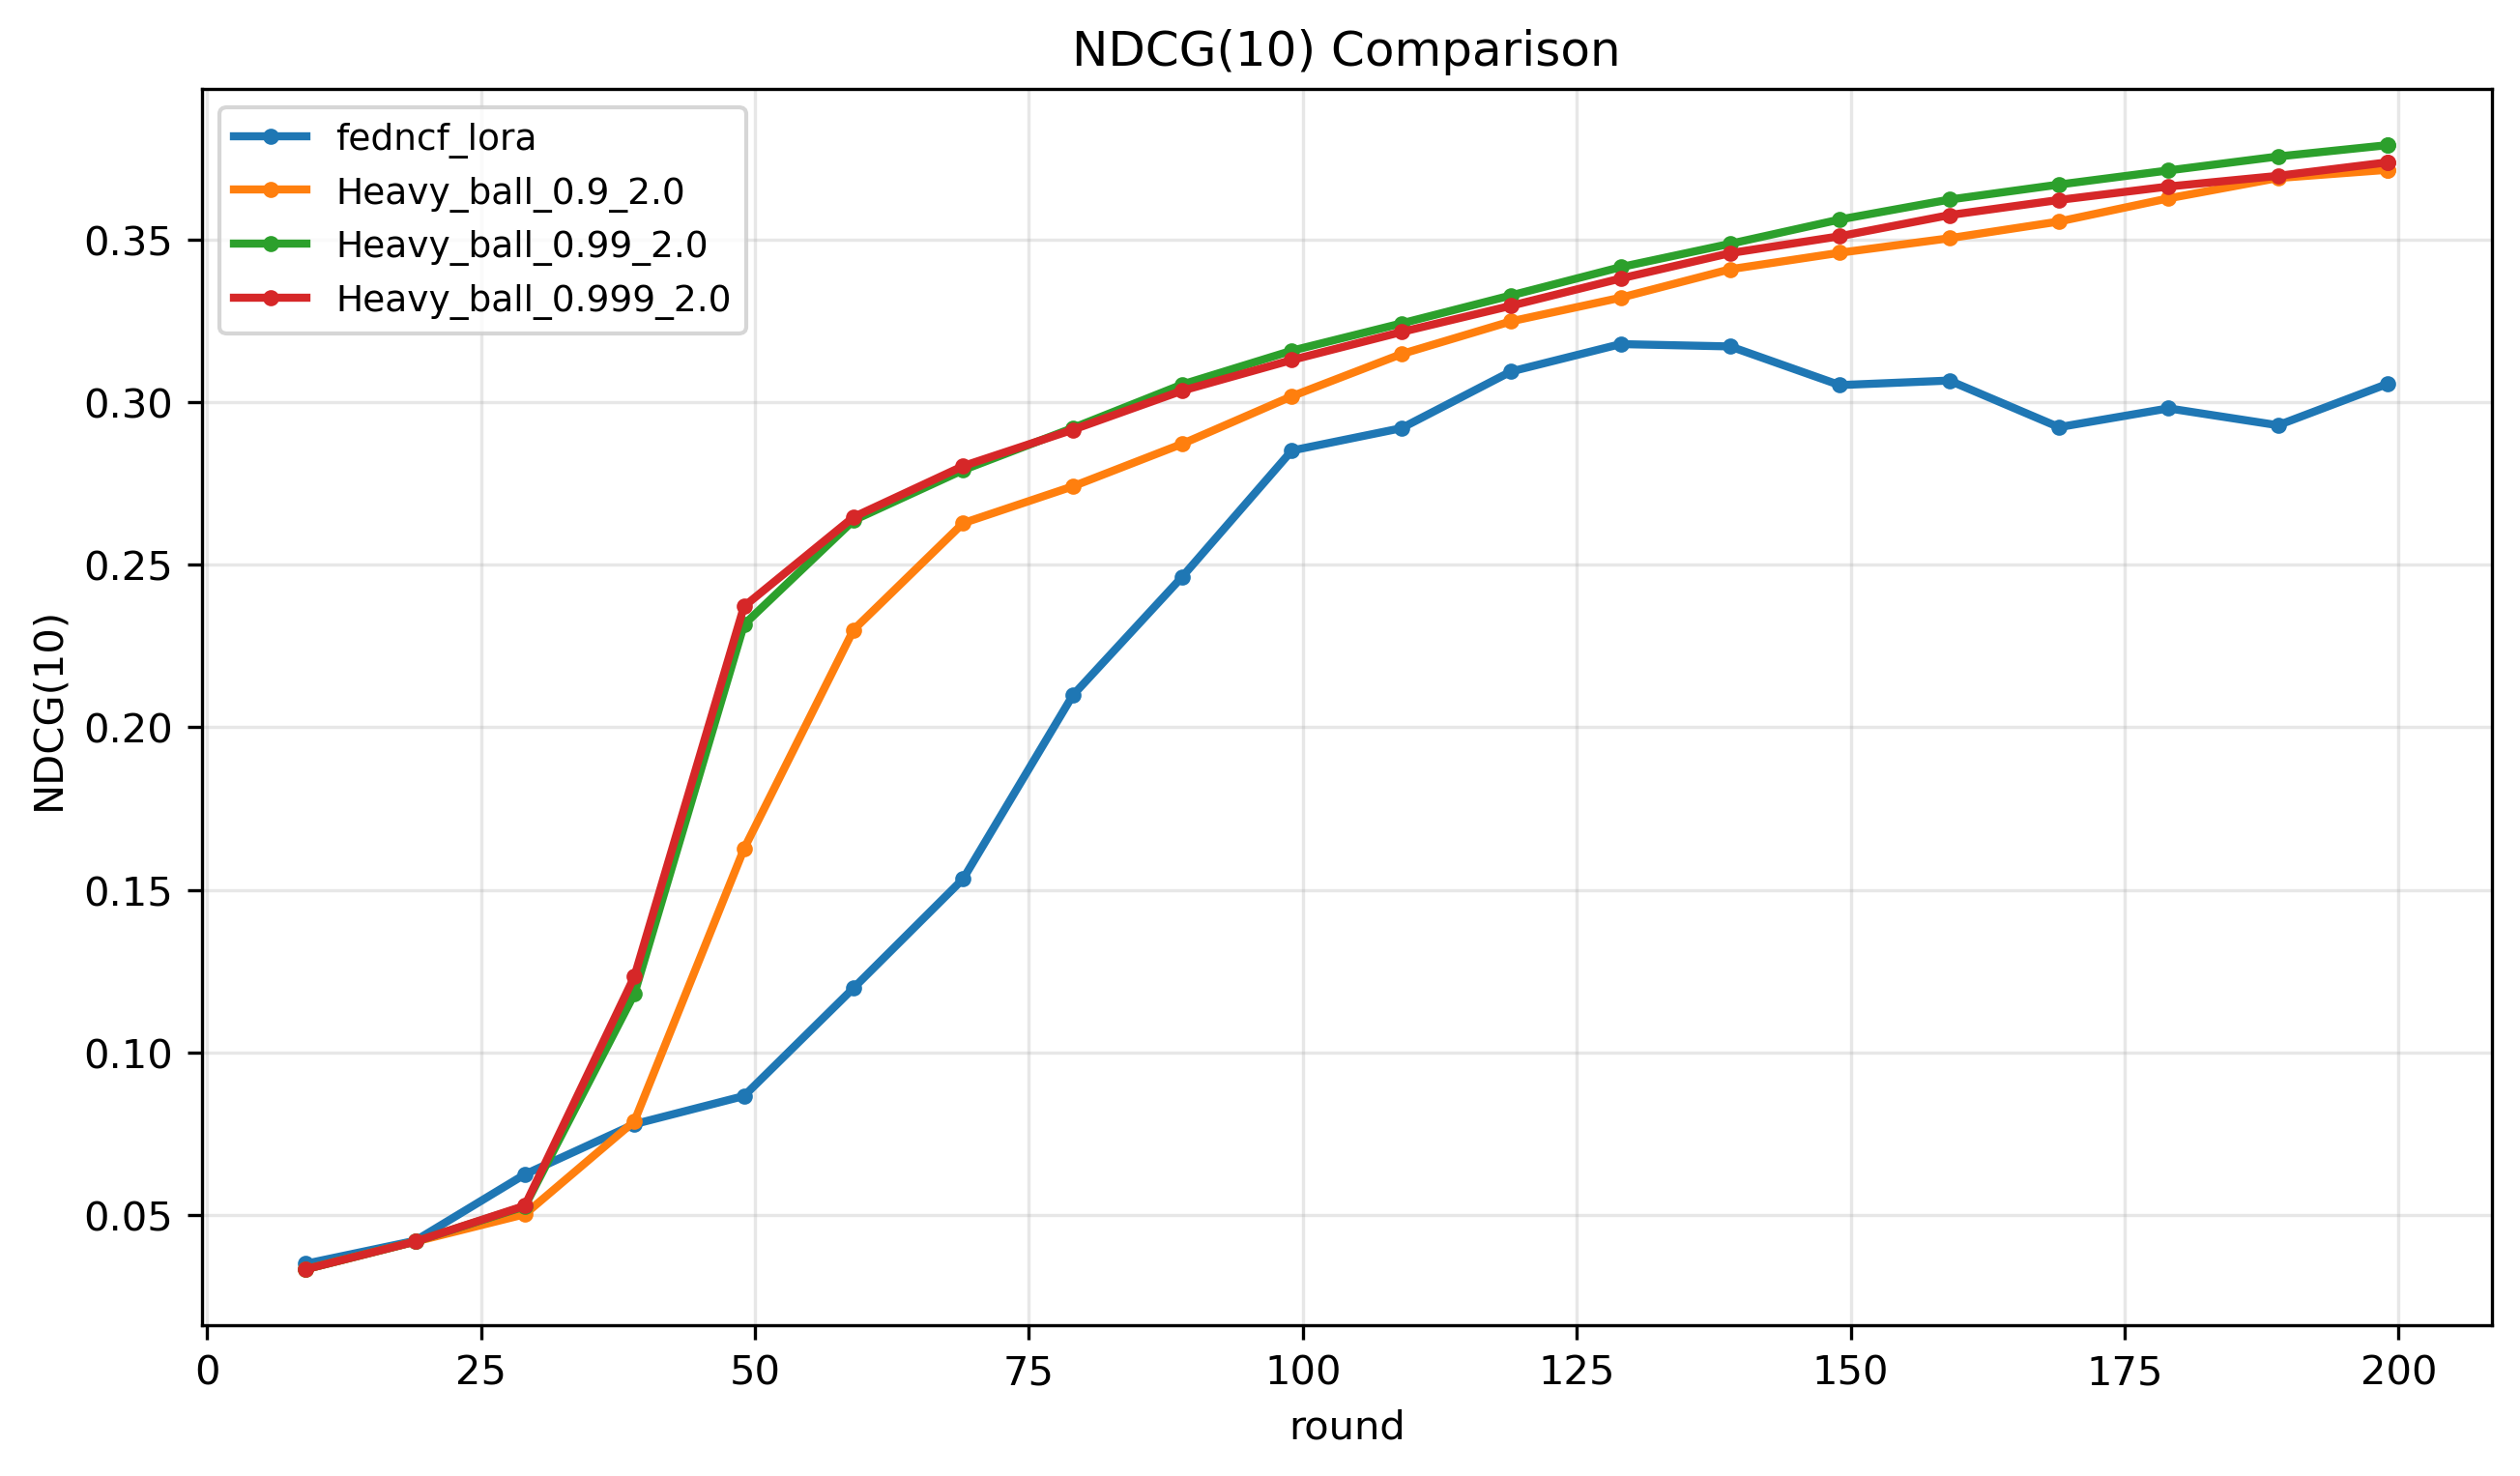 NDCG(10) Comparison
fedncf_lora
Heavy_ball_0.9_2.0
Heavy_ball_0.99_2.0
Heavy_ball_0.999_2.0
NDCG(10)
0.35
0.30
0.25
0.20
0.15
0.10
0.05
0 25 50 75 100 125 150 175 200
round